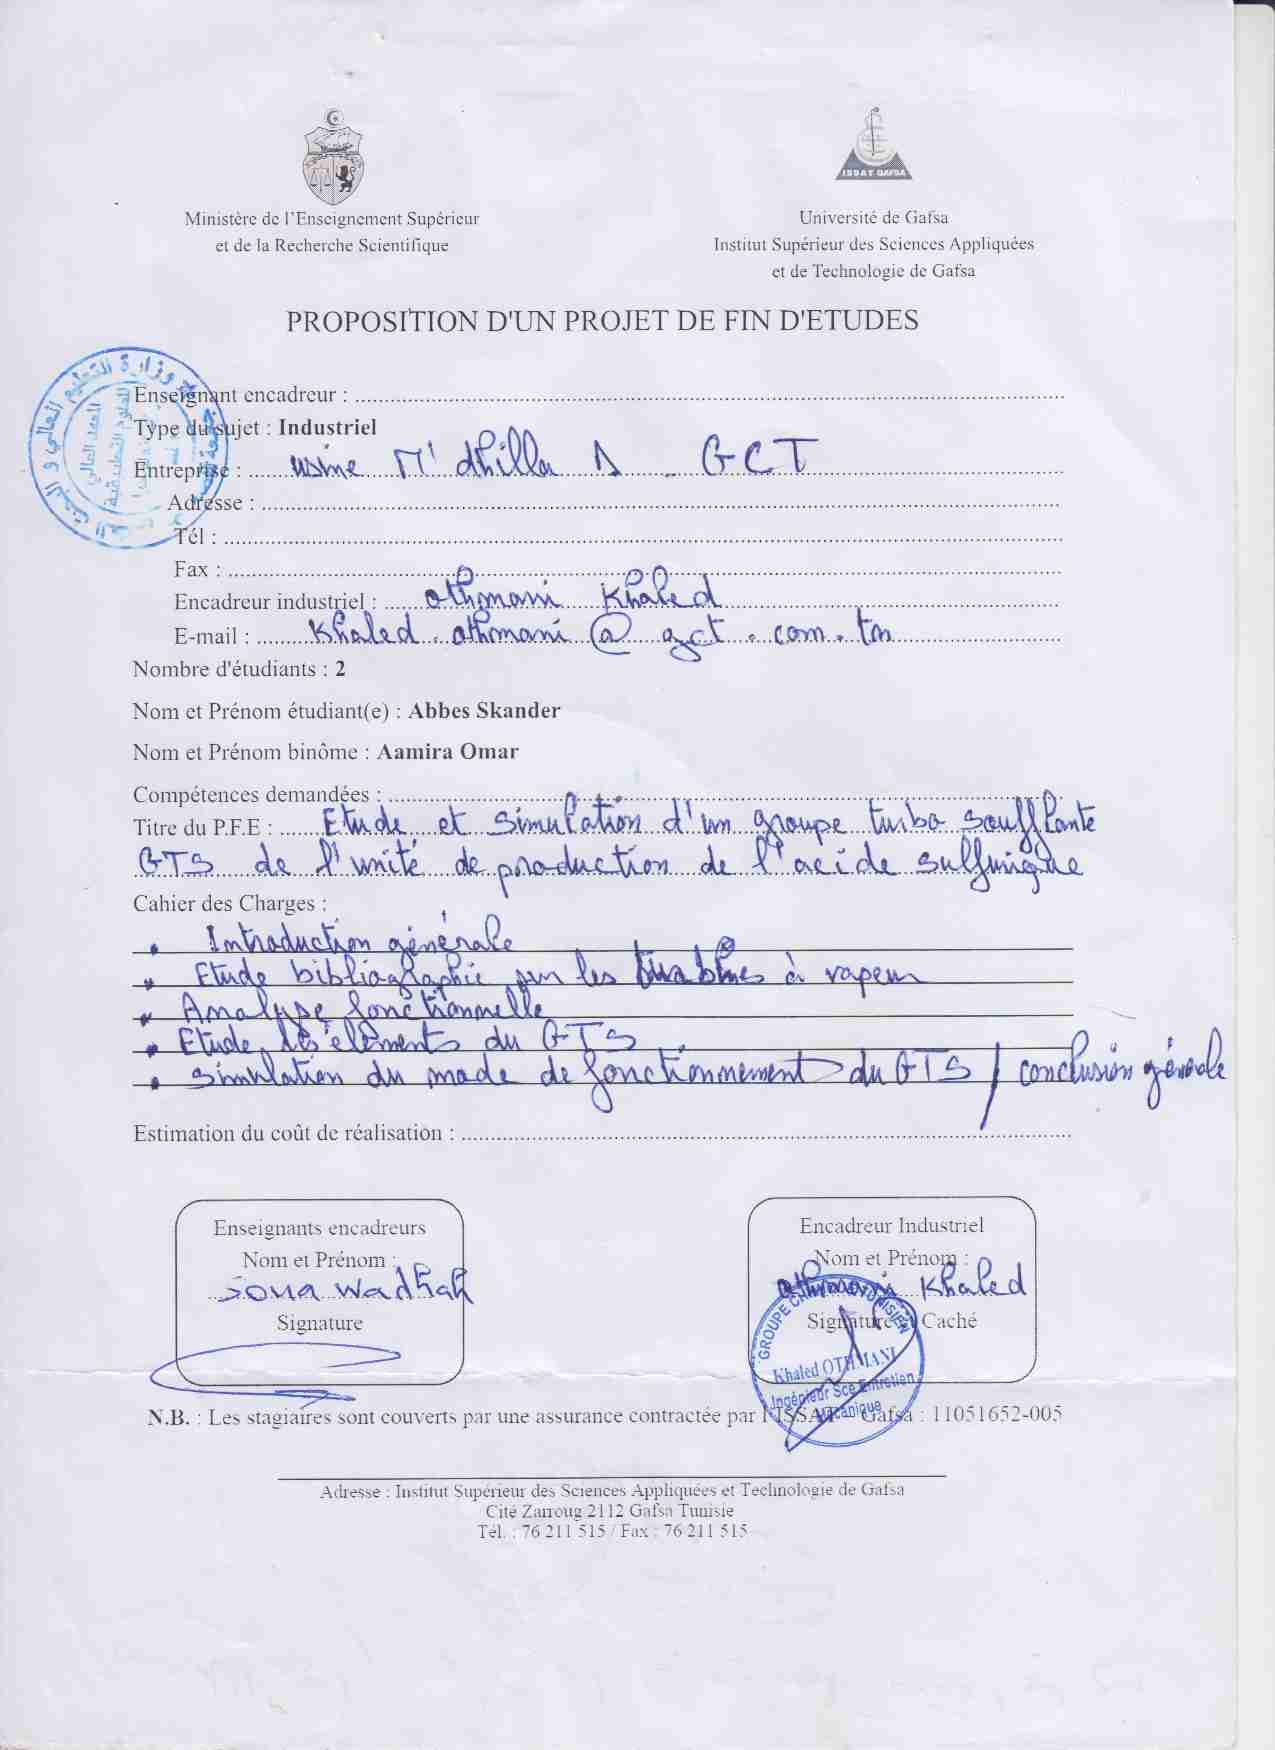 ISSAT GAFSA
Ministère de l'Enseignement Supérieur
et de la Recherche Scientifique
Université de Gafsa
Institut Supérieur des Sciences Appliquées
et de Technologie de Gafsa
PROPOSITION D'UN PROJET DE FIN D'ETUDES
Enseignant encadreur :
Type du sujet : Industriel
Entreprise : usine M'dhilla 1 - GCT
Adresse :
Tél :
Fax :
Encadreur industriel : Othmani Khaled
E-mail : Khaled.othmani@gct.com.tn
Nombre d'étudiants : 2
Nom et Prénom étudiant(e) : Abbes Skander
Nom et Prénom binôme : Aamira Omar
Compétences demandées :
Titre du P.F.E : Etude et simulation d'un groupe turbo soufflante
GTS de l'unité de production de l'acide sulfurique
Cahier des Charges :
• Introduction générale
• Etude bibliographie sur les turbines à vapeur
• Analyse fonctionnelle
• Etude des éléments du GTS
• Simulation du mode de fonctionnement du GTS / conclusion générale
Estimation du coût de réalisation :
Enseignants encadreurs
Nom et Prénom :
Wadhah
Signature
Encadreur Industriel
Nom et Prénom :
Othmani Khaled
Signature et Caché
GROUPE CHIMIQUE TUNISIEN
Khaled OTHMANI
Ingénieur Sce Entretien
Mécanique
N.B. : Les stagiaires sont couverts par une assurance contractée par l'ISSAT Gafsa : 11051652-005
Adresse : Institut Supérieur des Sciences Appliquées et Technologie de Gafsa
Cité Zarroug 2112 Gafsa Tunisie
Tél. : 76 211 515 / Fax : 76 211 515